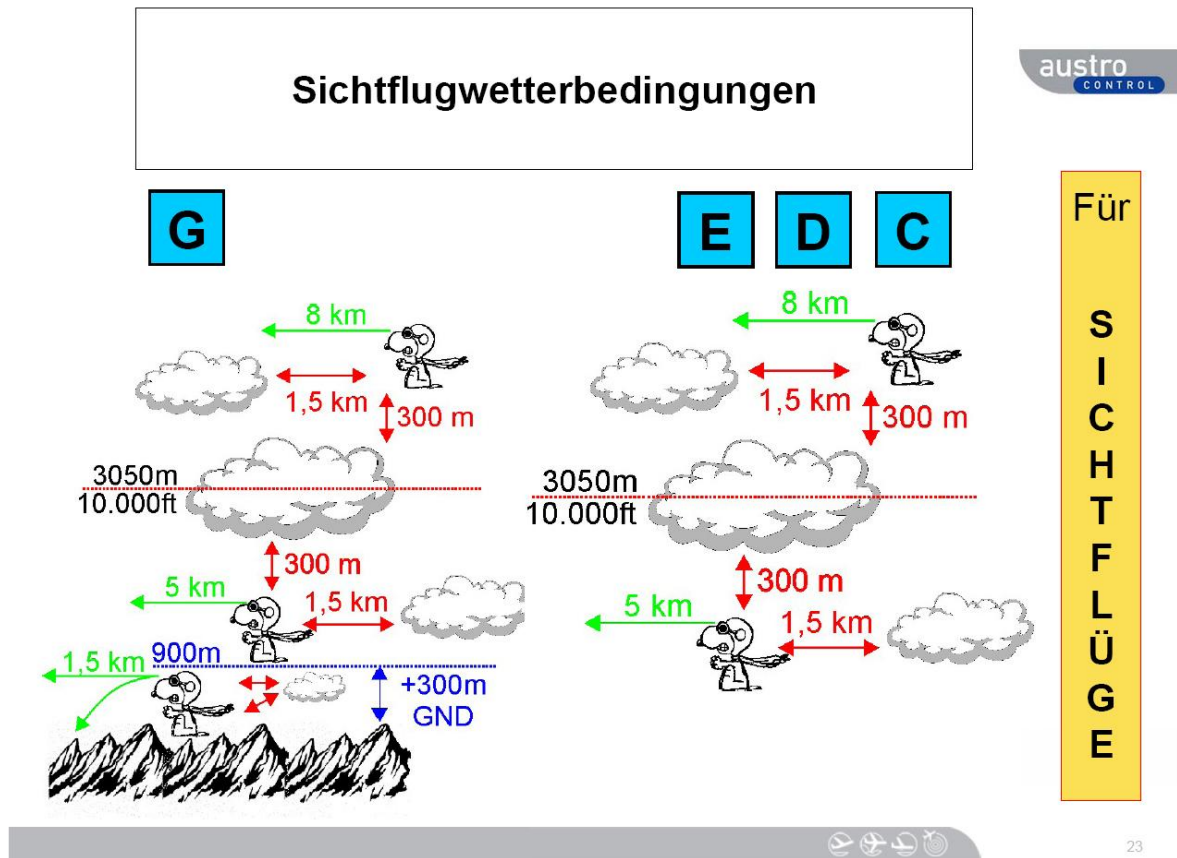 Sichtflugwetterbedingungen
austro
CONTROL
G
8 km
1,5 km
300 m
3050m
10.000ft
300 m
5 km
1,5 km
1,5 km
900m
+300m
GND
E D C
8 km
1,5 km
300 m
3050m
10.000ft
300 m
5 km
1,5 km
Für
S
I
C
H
T
F
L
Ü
G
E
23